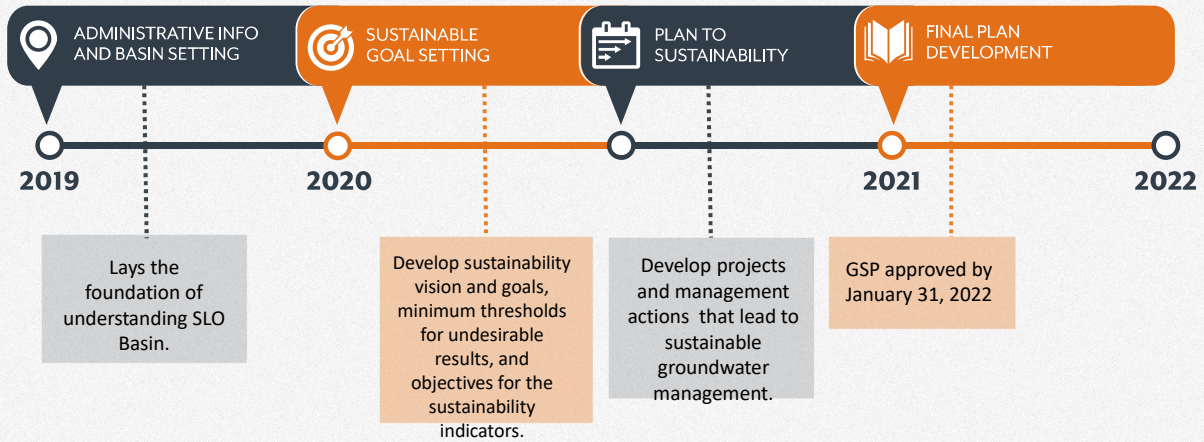 ADMINISTRATIVE INFO
AND BASIN SETTING
SUSTAINABLE
GOAL SETTING
PLAN TO
SUSTAINABILITY
FINAL PLAN
DEVELOPMENT
2019
2020
2021
2022
Lays the
foundation of
understanding SLO
Basin.
Develop sustainability
vision and goals,
minimum thresholds
for undesirable
results, and
objectives for the
sustainability
indicators.
Develop projects
and management
actions that lead to
sustainable
groundwater
management.
GSP approved by
January 31, 2022